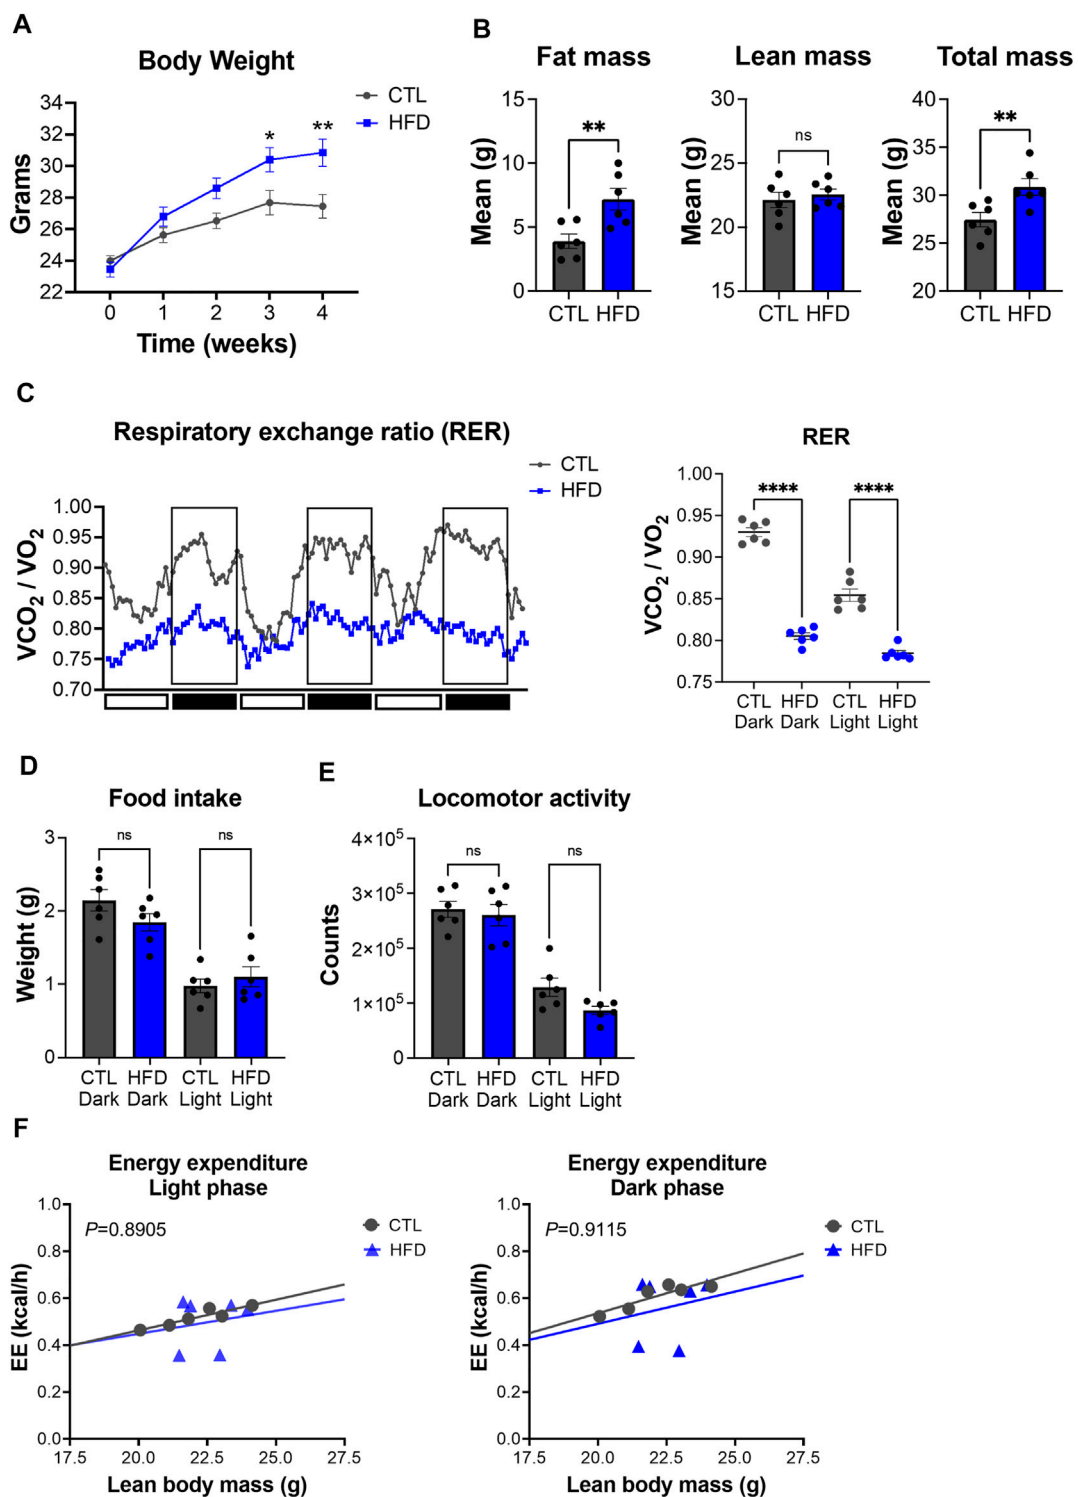 A
Body Weight
CTL
HFD
Grams
34
32
30
28
26
24
22
*
**
0 1 2 3 4
Time (weeks)
B
Fat mass
Mean (g)
15
10
5
0
**
CTL HFD
Lean mass
Mean (g)
30
25
20
15
ns
CTL HFD
Total mass
Mean (g)
40
35
30
25
20
**
CTL HFD
C
Respiratory exchange ratio (RER)
CTL
HFD
VCO₂ / VO₂
1.00
0.95
0.90
0.85
0.80
0.75
0.70
RER
VCO₂ / VO₂
1.00
0.95
0.90
0.85
0.80
0.75
**** ****
CTL HFD CTL HFD
Dark Dark Light Light
D
Food intake
Weight (g)
3
2
1
0
ns ns
CTL HFD CTL HFD
Dark Dark Light Light
E
Locomotor activity
Counts
4×10⁵
3×10⁵
2×10⁵
1×10⁵
0
ns ns
CTL HFD CTL HFD
Dark Dark Light Light
F
Energy expenditure
Light phase
P=0.8905
CTL
HFD
EE (kcal/h)
1.0
0.8
0.6
0.4
0.2
0.0
17.5 20.0 22.5 25.0 27.5
Lean body mass (g)
Energy expenditure
Dark phase
P=0.9115
CTL
HFD
EE (kcal/h)
1.0
0.8
0.6
0.4
0.2
0.0
17.5 20.0 22.5 25.0 27.5
Lean body mass (g)